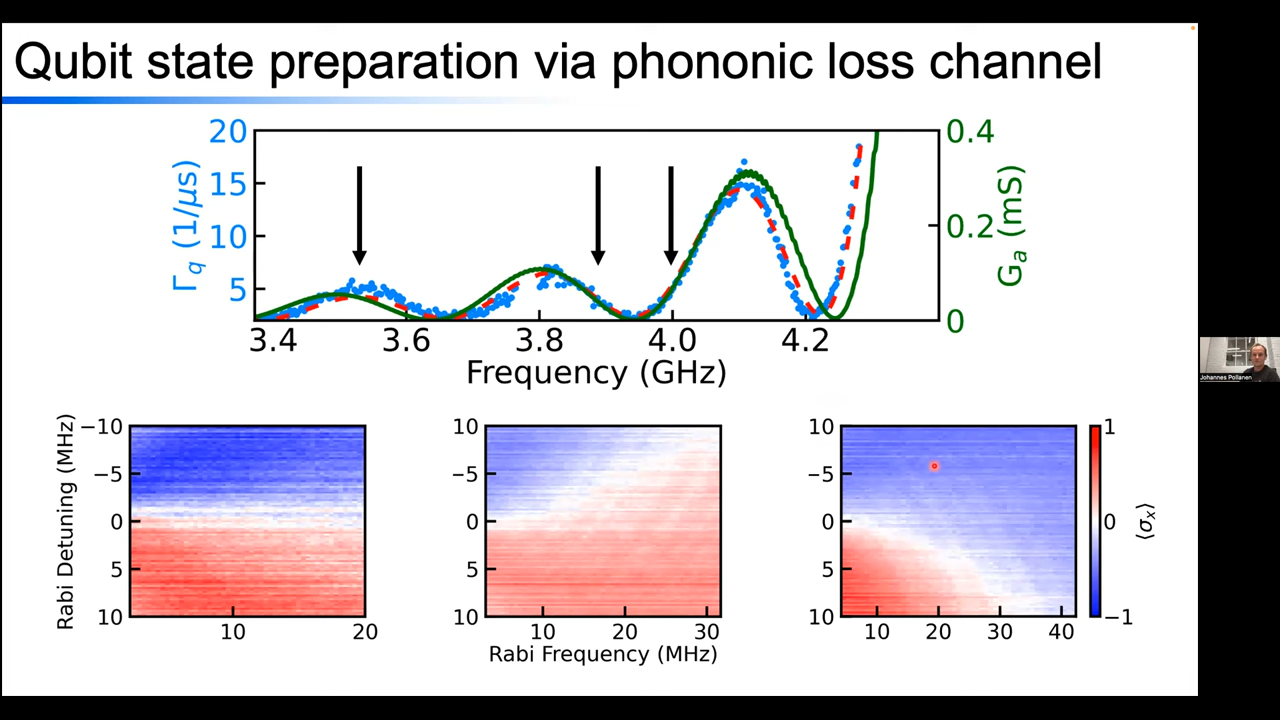 Qubit state preparation via phononic loss channel
20
15
10
5
Γq (1/μs)
0.4
0.2
0
Ga (mS)
3.4 3.6 3.8 4.0 4.2
Frequency (GHz)
Rabi Detuning (MHz)
−10
−5
0
5
10
10 20
10
−5
0
5
10
10 20 30
Rabi Frequency (MHz)
10
−5
0
5
10
10 20 30 40
1
0
−1
⟨σx⟩
Johannes Pollanen